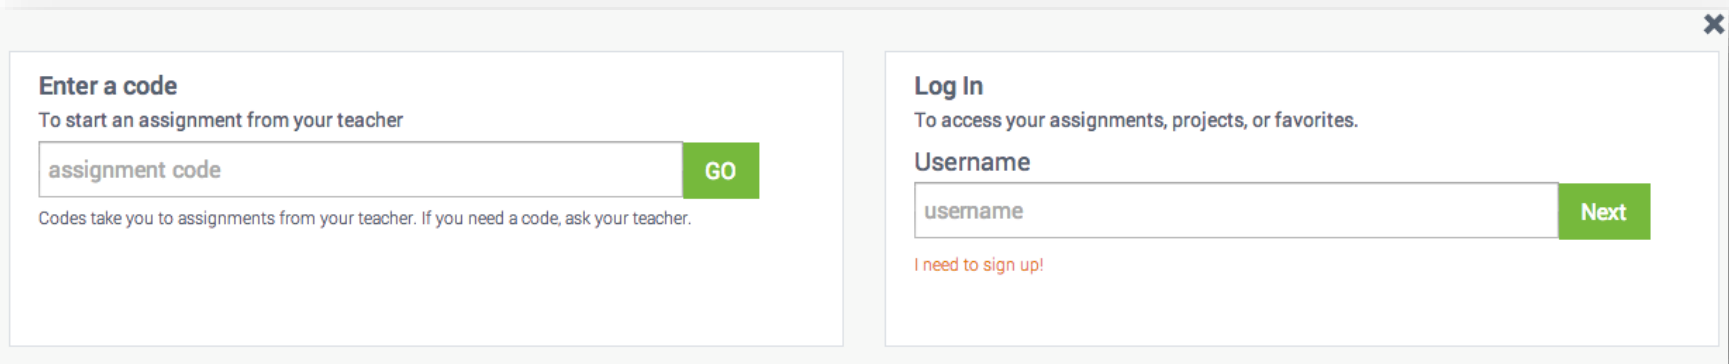 Enter a code
To start an assignment from your teacher
assignment code
GO
Codes take you to assignments from your teacher. If you need a code, ask your teacher.
Log In
To access your assignments, projects, or favorites.
Username
username
Next
I need to sign up!